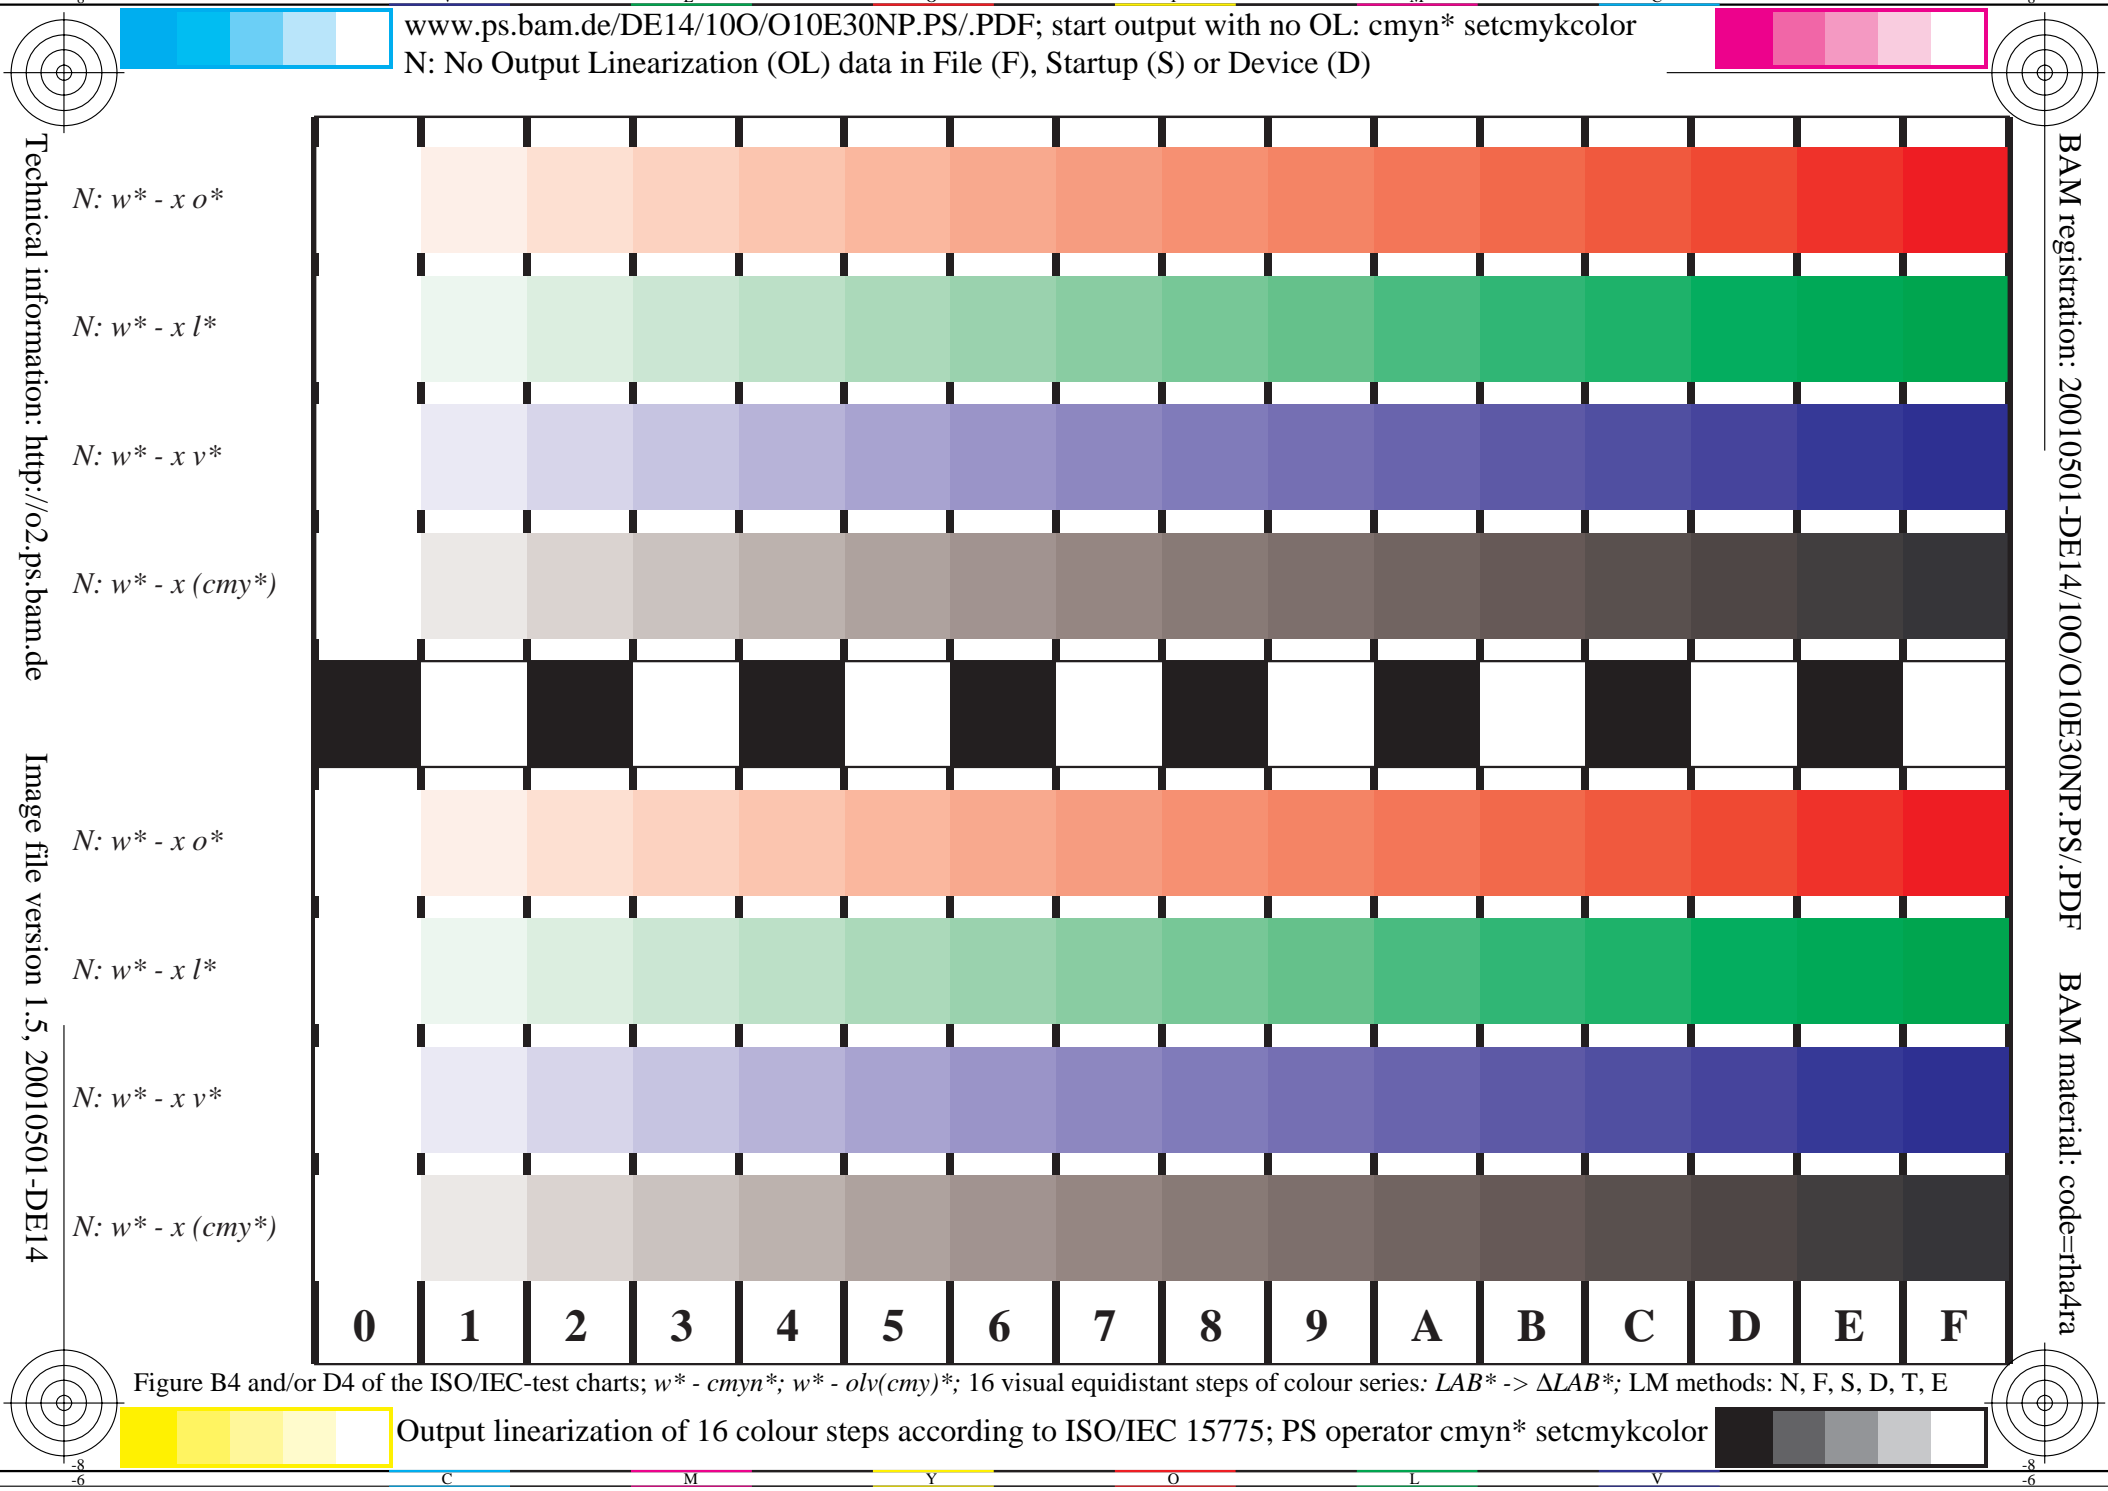 www.ps.bam.de/DE14/10O/O10E30NP.PS/.PDF; start output with no OL: cmyn* setcmykcolor
N: No Output Linearization (OL) data in File (F), Startup (S) or Device (D)
Technical information: http://o2.ps.bam.de
Image file version 1.5, 20010501-DE14
BAM registration: 20010501-DE14/10O/O10E30NP.PS/.PDF
BAM material: code=rha4ra
N: w* - x o*
N: w* - x l*
N: w* - x v*
N: w* - x (cmy*)
N: w* - x o*
N: w* - x l*
N: w* - x v*
N: w* - x (cmy*)
0 1 2 3 4 5 6 7 8 9 A B C D E F
Figure B4 and/or D4 of the ISO/IEC-test charts; w* - cmyn*; w* - olv(cmy)*; 16 visual equidistant steps of colour series: LAB* -> ΔLAB*; LM methods: N, F, S, D, T, E
Output linearization of 16 colour steps according to ISO/IEC 15775; PS operator cmyn* setcmykcolor
-8 -8
-6 C M Y O L V -6